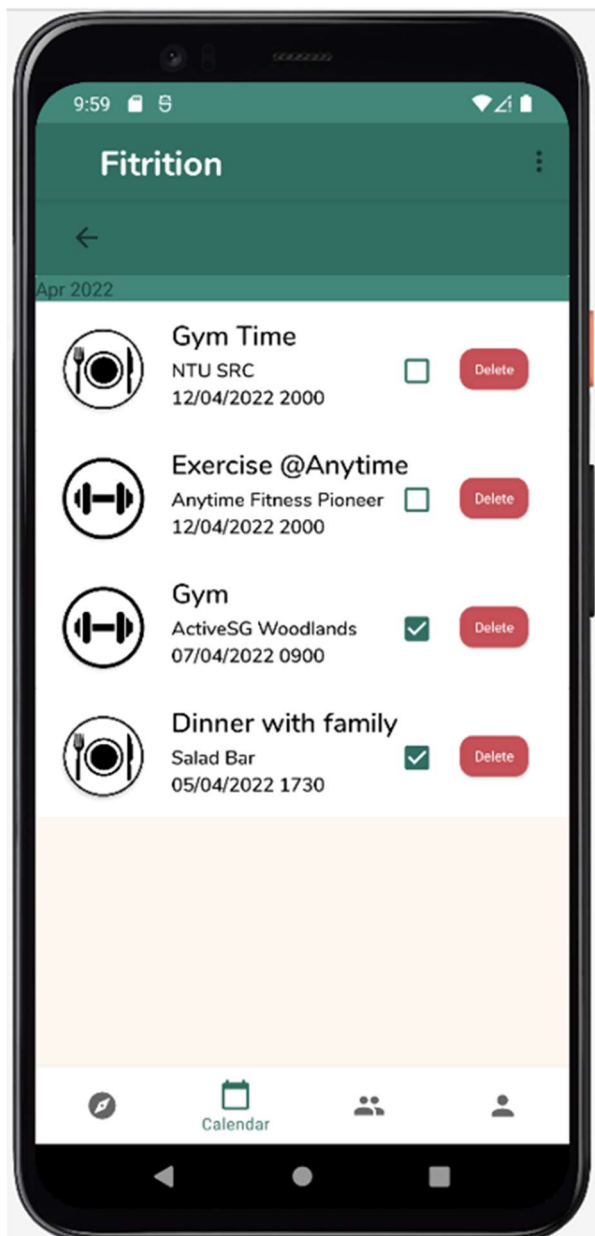 9:59
Fitrition
Apr 2022
Gym Time
NTU SRC
12/04/2022 2000
Delete
Exercise @Anytime
Anytime Fitness Pioneer
12/04/2022 2000
Delete
Gym
ActiveSG Woodlands
07/04/2022 0900
Delete
Dinner with family
Salad Bar
05/04/2022 1730
Delete
Calendar